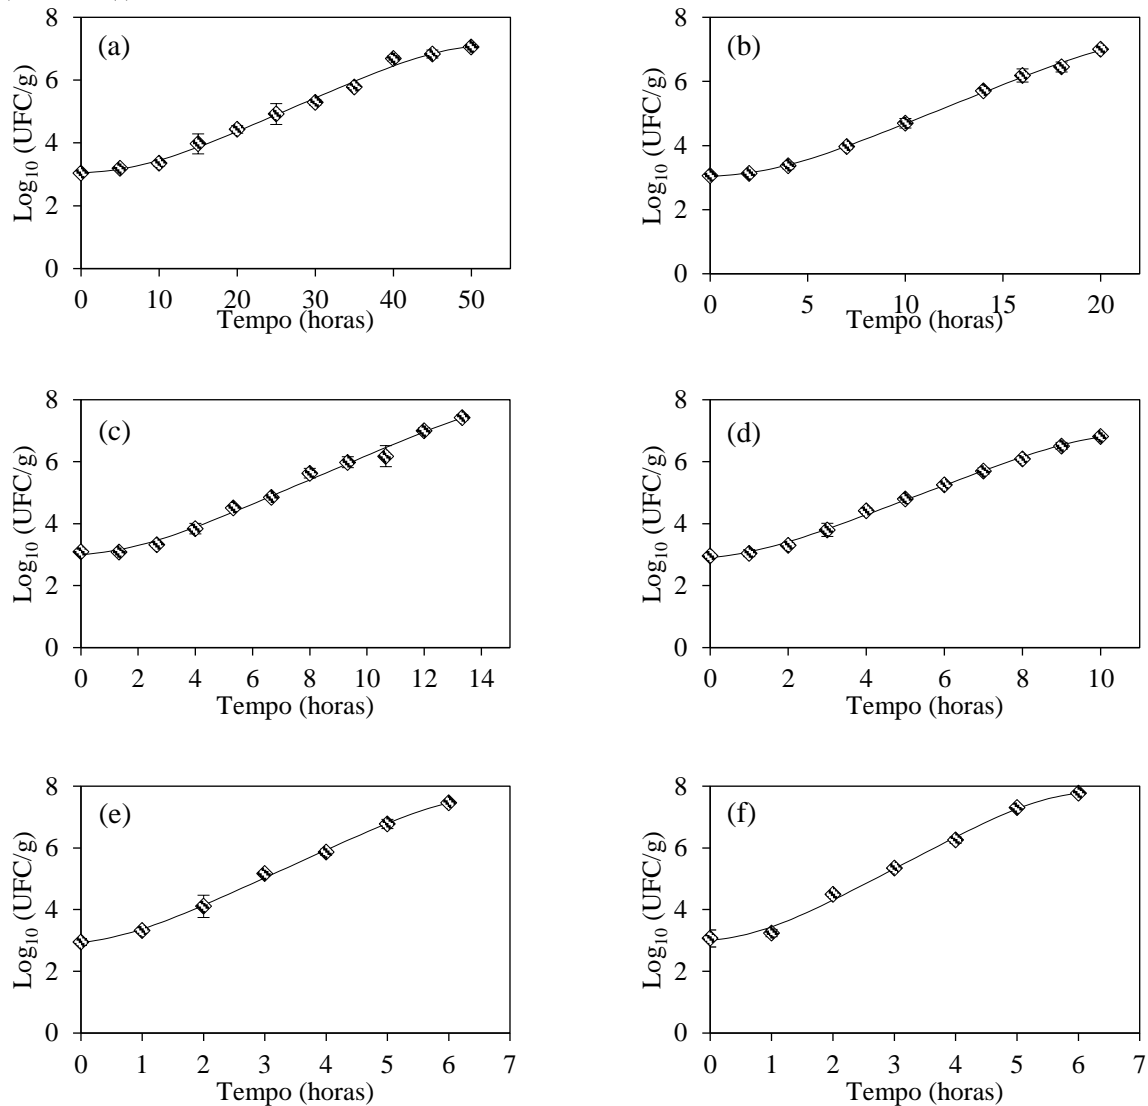 (a)
Log10 (UFC/g)
8
6
4
2
0
0 10 20 30 40 50
Tempo (horas)
(b)
Log10 (UFC/g)
8
6
4
2
0
0 5 10 15 20
Tempo (horas)
(c)
Log10 (UFC/g)
8
6
4
2
0
0 2 4 6 8 10 12 14
Tempo (horas)
(d)
Log10 (UFC/g)
8
6
4
2
0
0 2 4 6 8 10
Tempo (horas)
(e)
Log10 (UFC/g)
8
6
4
2
0
0 1 2 3 4 5 6 7
Tempo (horas)
(f)
Log10 (UFC/g)
8
6
4
2
0
0 1 2 3 4 5 6 7
Tempo (horas)